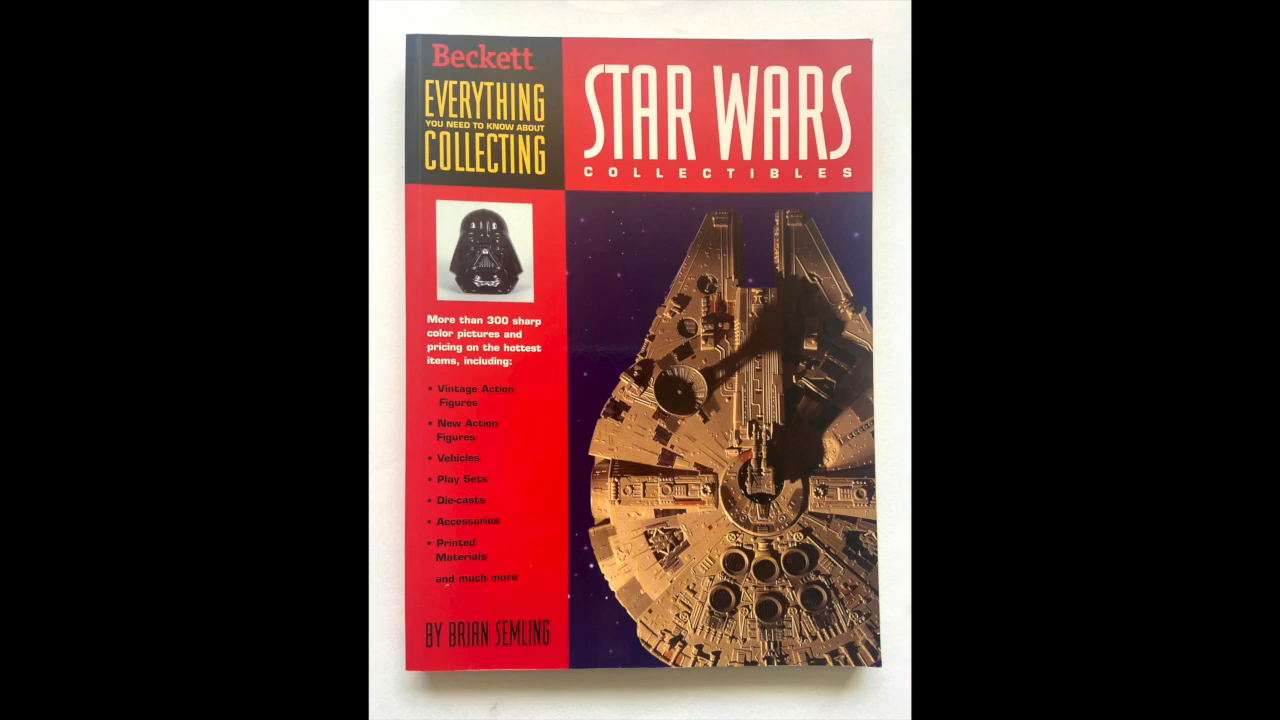 Beckett
EVERYTHING
YOU NEED TO KNOW ABOUT
COLLECTING
STAR WARS
COLLECTIBLES
More than 300 sharp
color pictures and
pricing on the hottest
items, including:
• Vintage Action
Figures
• New Action
Figures
• Vehicles
• Play Sets
• Die-casts
• Accessories
• Printed
Materials
and much more
BY BRIAN SEMLING